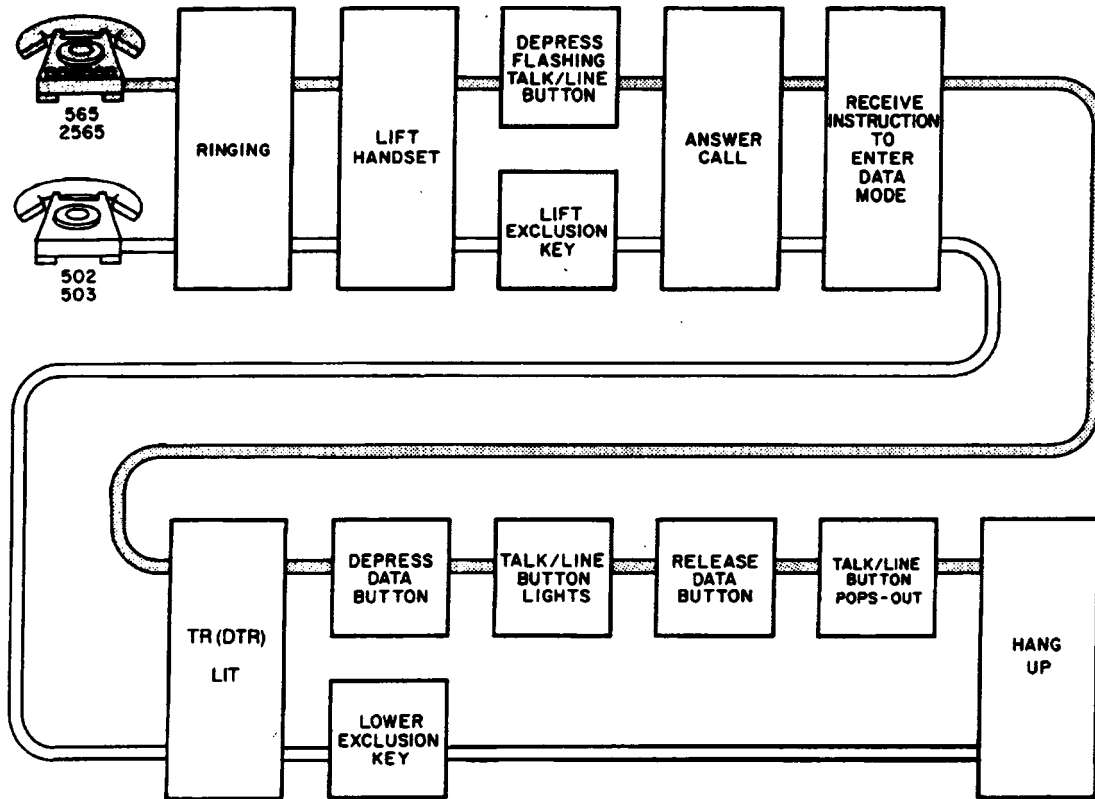 565
2565
502
503
RINGING
LIFT
HANDSET
DEPRESS
FLASHING
TALK/LINE
BUTTON
LIFT
EXCLUSION
KEY
ANSWER
CALL
RECEIVE
INSTRUCTION
TO
ENTER
DATA
MODE
TR (DTR)
LIT
DEPRESS
DATA
BUTTON
TALK/LINE
BUTTON
LIGHTS
RELEASE
DATA
BUTTON
TALK/LINE
BUTTON
POPS-OUT
LOWER
EXCLUSION
KEY
HANG
UP